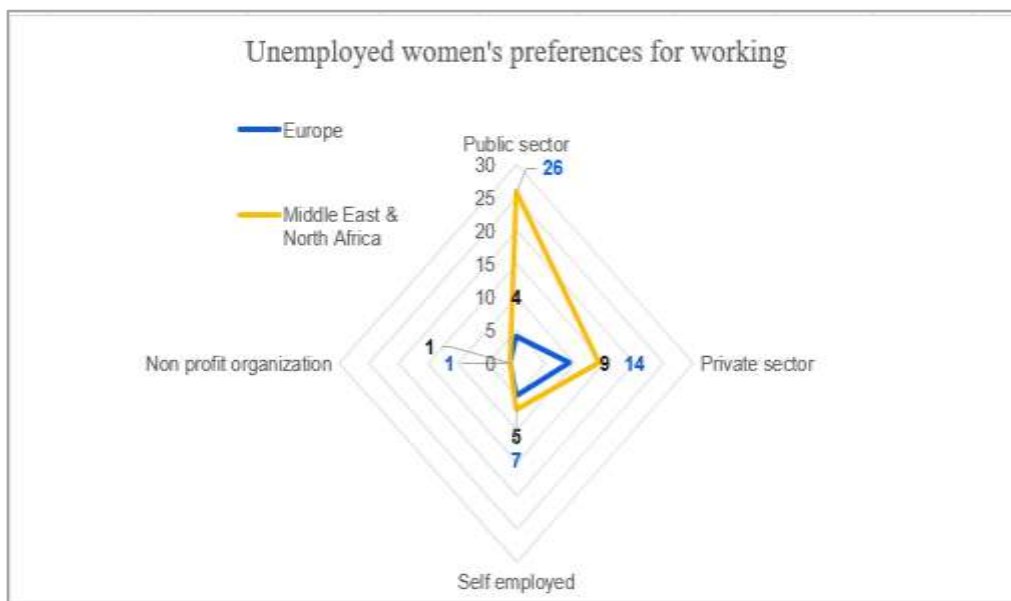 Unemployed women's preferences for working
Europe
Middle East &
North Africa
Public sector
30
26
25
20
15
10
4
5
0
1
1
Non profit organization
9
14
Private sector
5
7
Self employed